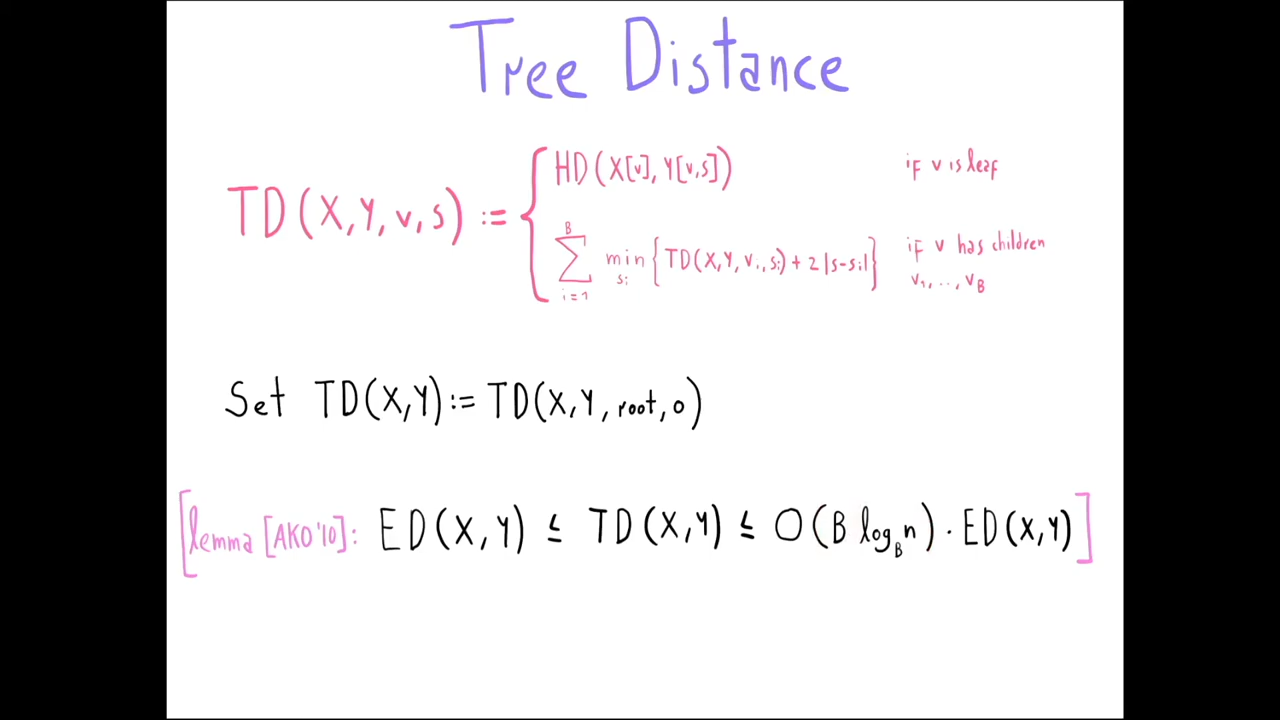 Tree Distance
TD(X,Y,v,s) := { HD(X[v], Y[v,s]) if v is leaf
∑_{i=1}^{B} min_{s_i} {TD(X,Y,v_i,s_i) + 2|s-s_i|} if v has children
v_1,..,v_B
Set TD(X,Y) := TD(X,Y,root,0)
[lemma [AKO'10]: ED(X,Y) ≤ TD(X,Y) ≤ O(B log_B n) · ED(X,Y)]